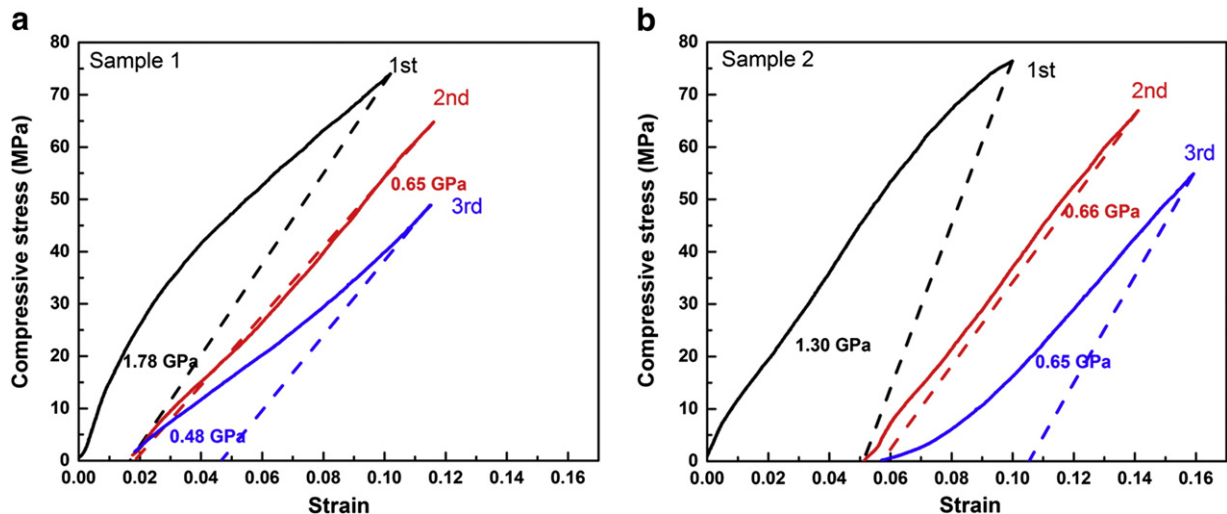 a
Sample 1
1st
2nd
3rd
1.78 GPa
0.65 GPa
0.48 GPa
80
70
60
50
40
30
20
10
0
0.00 0.02 0.04 0.06 0.08 0.10 0.12 0.14 0.16
Compressive stress (MPa)
Strain
b
Sample 2
1st
2nd
3rd
1.30 GPa
0.66 GPa
0.65 GPa
80
70
60
50
40
30
20
10
0
0.00 0.02 0.04 0.06 0.08 0.10 0.12 0.14 0.16
Compressive stress (MPa)
Strain